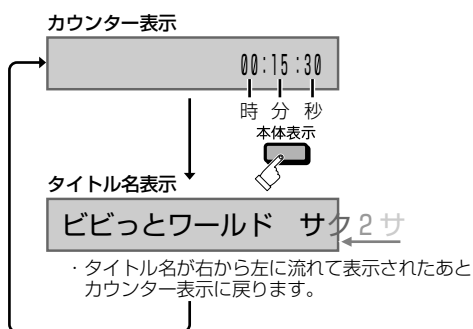 カウンター表示
00:15:30
時 分 秒
本体表示
タイトル名表示
ビビっとワールド サク2サ
・タイトル名が右から左に流れて表示されたあと
カウンター表示に戻ります。